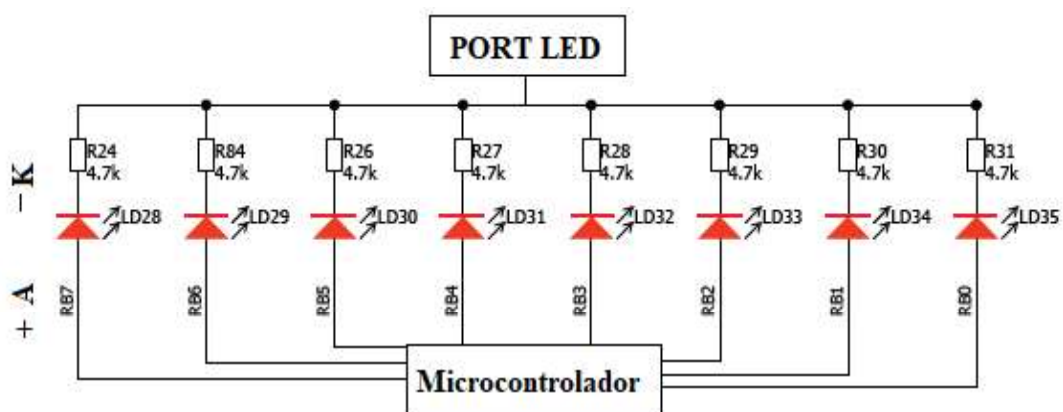 PORT LED
R24
4.7k
R84
4.7k
R26
4.7k
R27
4.7k
R28
4.7k
R29
4.7k
R30
4.7k
R31
4.7k
− K
LD28
LD29
LD30
LD31
LD32
LD33
LD34
LD35
+ A
RB7
RB6
RB5
RB4
RB3
RB2
RB1
RB0
Microcontrolador